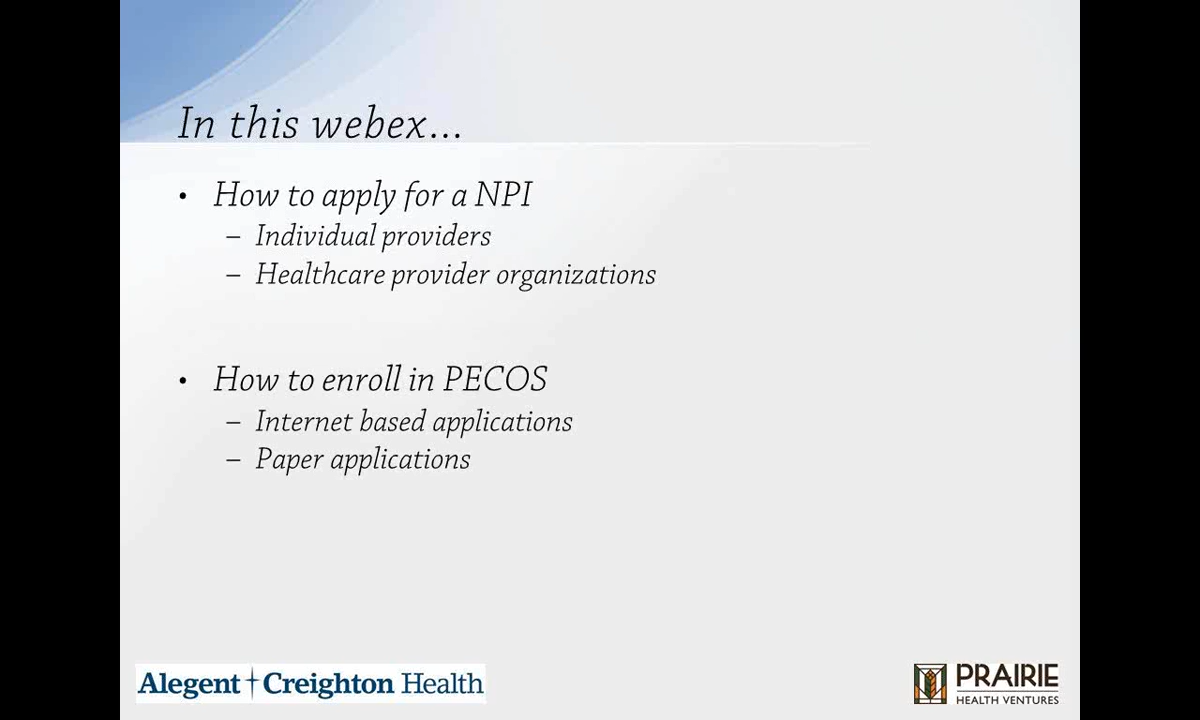 In this webex...
• How to apply for a NPI
– Individual providers
– Healthcare provider organizations
• How to enroll in PECOS
– Internet based applications
– Paper applications
Alegent Creighton Health
PRAIRIE
HEALTH VENTURES